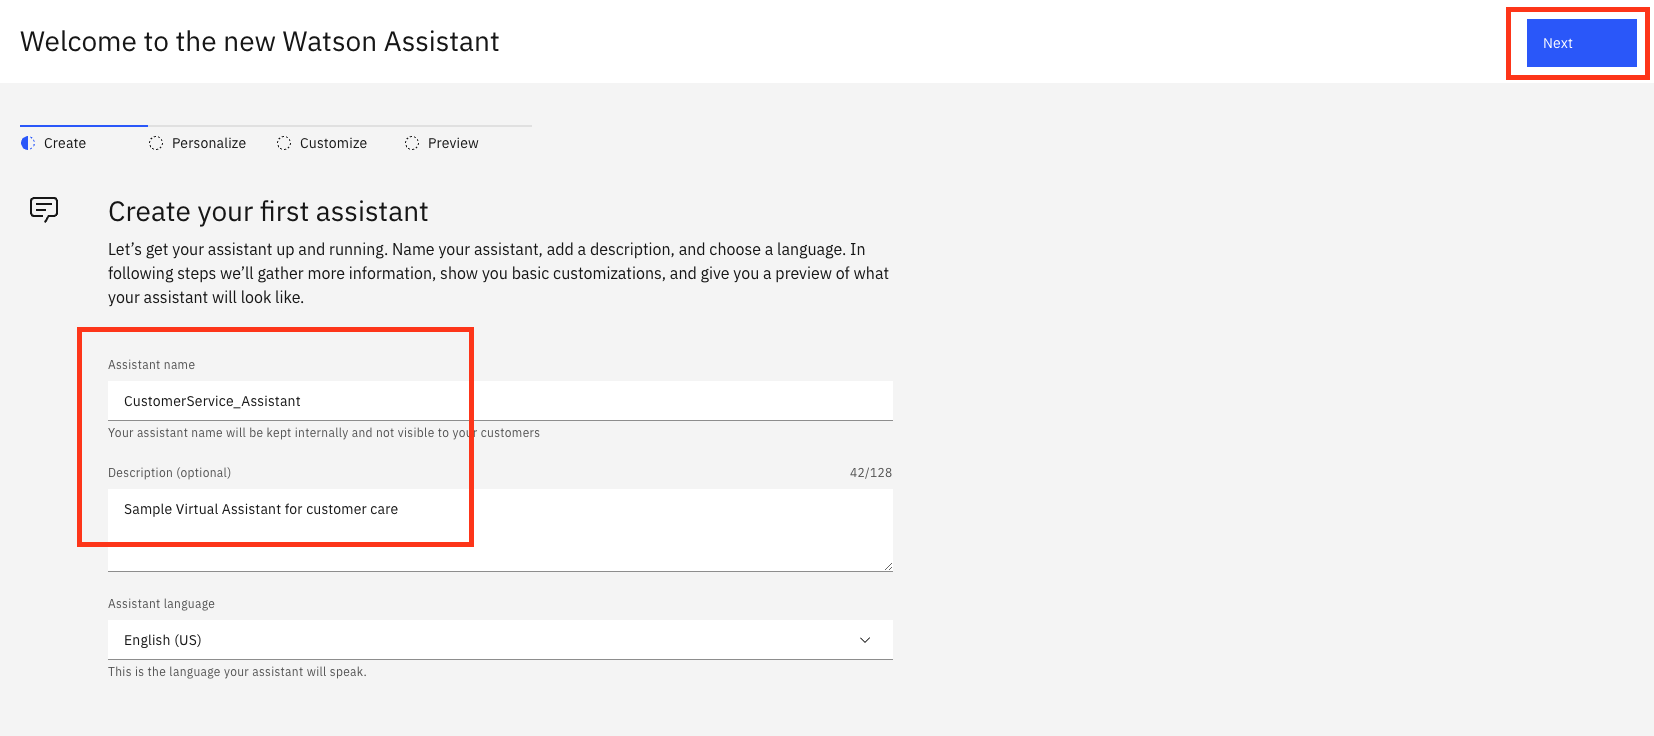 Welcome to the new Watson Assistant
Next
Create
Personalize
Customize
Preview
Create your first assistant
Let’s get your assistant up and running. Name your assistant, add a description, and choose a language. In
following steps we’ll gather more information, show you basic customizations, and give you a preview of what
your assistant will look like.
Assistant name
CustomerService_Assistant
Your assistant name will be kept internally and not visible to your customers
Description (optional)
42/128
Sample Virtual Assistant for customer care
Assistant language
English (US)
This is the language your assistant will speak.